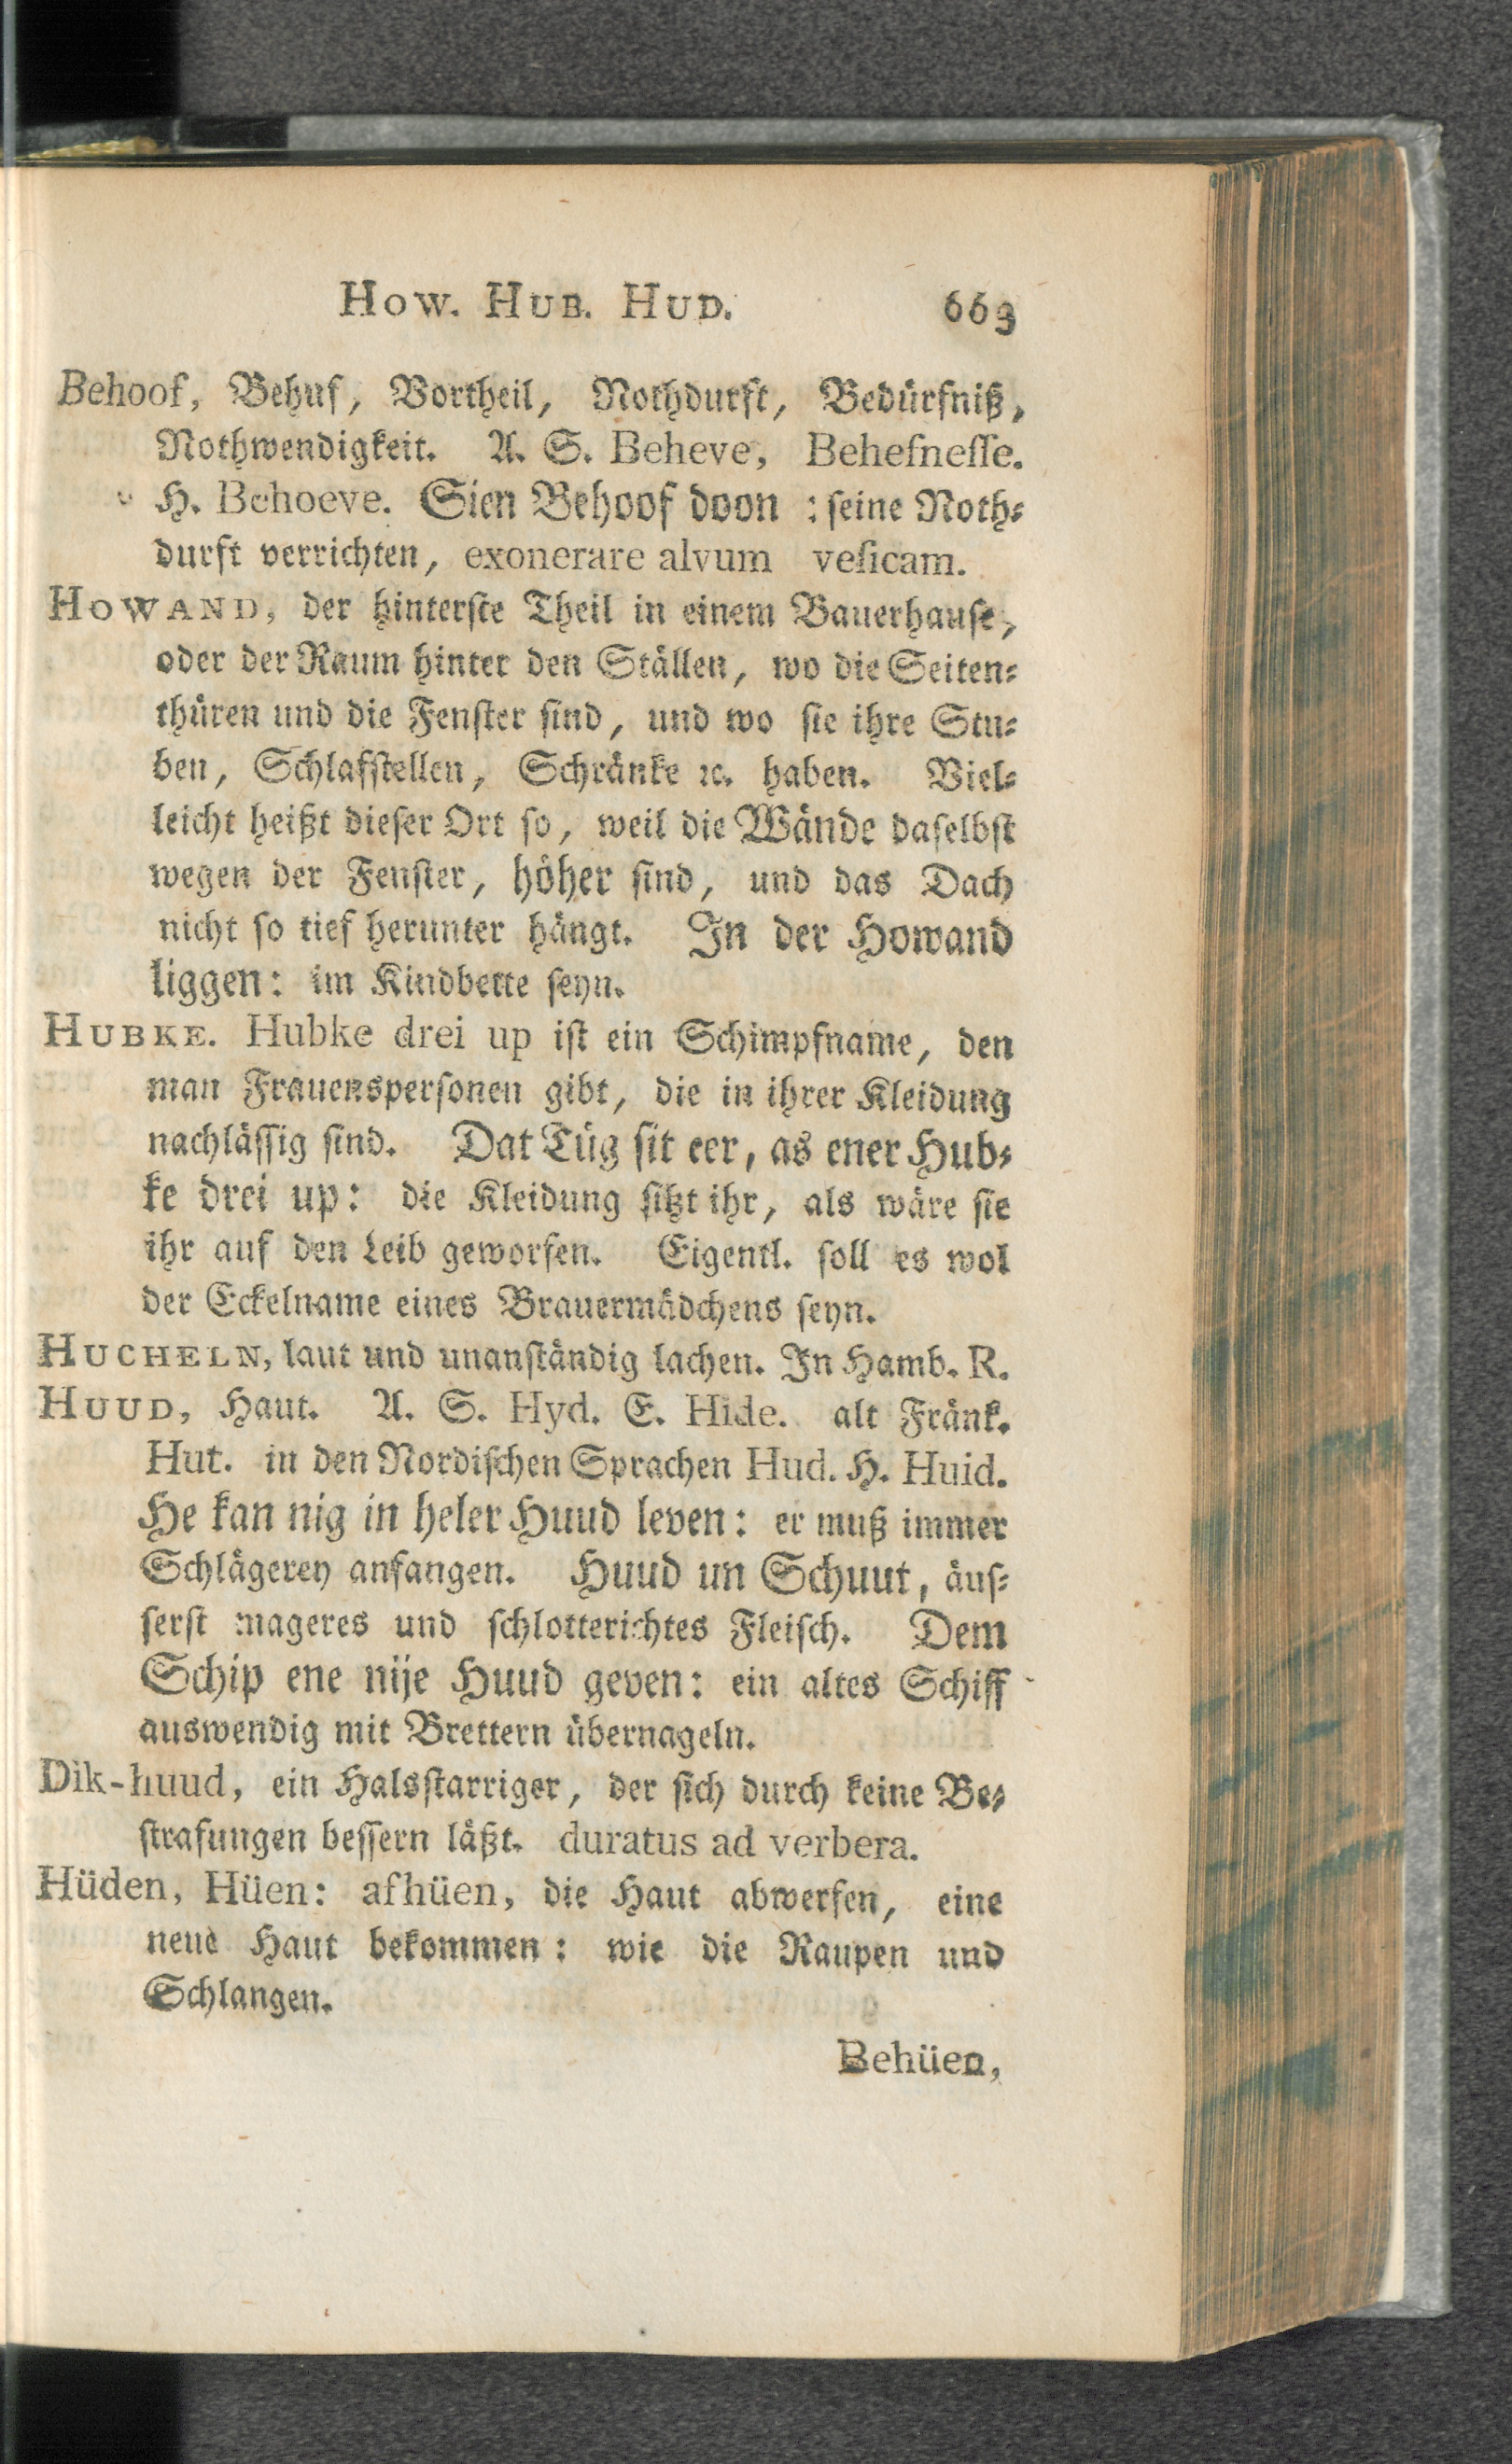 How. Hub. Hud. 663
Behoof, Behuf, Vortheil, Nothdurft, Bedürfniß,
Nothwendigkeit. A. S. Beheve, Beheſneſſe.
H. Behoeve. Sien Behoof doon : ſeine Noth⸗
durft verrichten, exonerare alvum veſicam.
Howand, der hinterſte Theil in einem Bauerhauſe,
oder der Raum hinter den Ställen, wo die Seiten⸗
thüren und die Fenſter ſind, und wo ſie ihre Stu⸗
ben, Schlafſtellen, Schränke ꝛc. haben. Viel⸗
leicht heißt dieſer Ort ſo, weil die Wände daſelbſt
wegen der Fenſter, höher ſind, und das Dach
nicht ſo tief herunter hängt. In der Howand
liggen: im Kindbette ſeyn.
Hubke. Hubke drei up iſt ein Schimpfname, den
man Frauensperſonen gibt, die in ihrer Kleidung
nachläſſig ſind. Dat Tüg ſit eer, as ener Hub⸗
ke drei up: die Kleidung ſitzt ihr, als wäre ſie
ihr auf den Leib geworfen. Eigentl. ſoll es wol
der Eckelname eines Brauermädchens ſeyn.
Hucheln, laut und unanſtändig lachen. In Hamb. R.
Huud, Haut. A. S. Hyd. E. Hide. alt Fränk.
Hut. in den Nordiſchen Sprachen Hud. H. Huid.
He kan nig in heler Huud leven: er muß immer
Schlägerey anfangen. Huud un Schuut, äuſ⸗
ſerſt mageres und ſchlotterichtes Fleiſch. Dem
Schip ene nije Huud geven: ein altes Schiff
auswendig mit Brettern übernageln.
Dik-huud, ein Halsſtarriger, der ſich durch keine Be⸗
ſtrafungen beſſern läßt. duratus ad verbera.
Hüden, Hüen: afhüen, die Haut abwerfen, eine
neue Haut bekommen: wie die Raupen und
Schlangen.
Behüen,